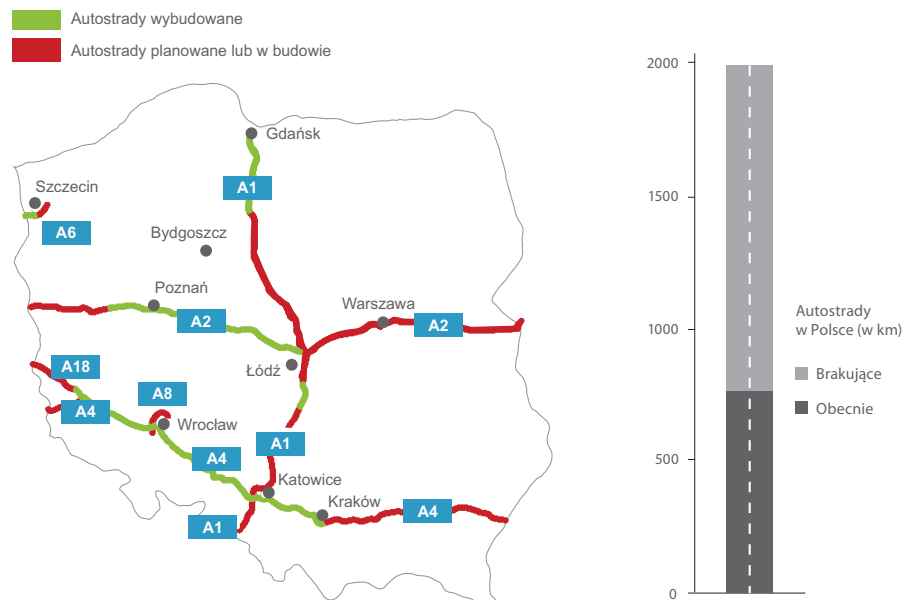 Autostrady wybudowane
Autostrady planowane lub w budowie
Gdańsk
A1
Szczecin
A6
Bydgoszcz
Poznań
A2
Warszawa
A2
Łódź
A18
A4
A8
Wrocław
A4
A1
Katowice
Kraków
A4
A1
2000
1500
1000
500
0
Autostrady
w Polsce (w km)
Brakujące
Obecnie